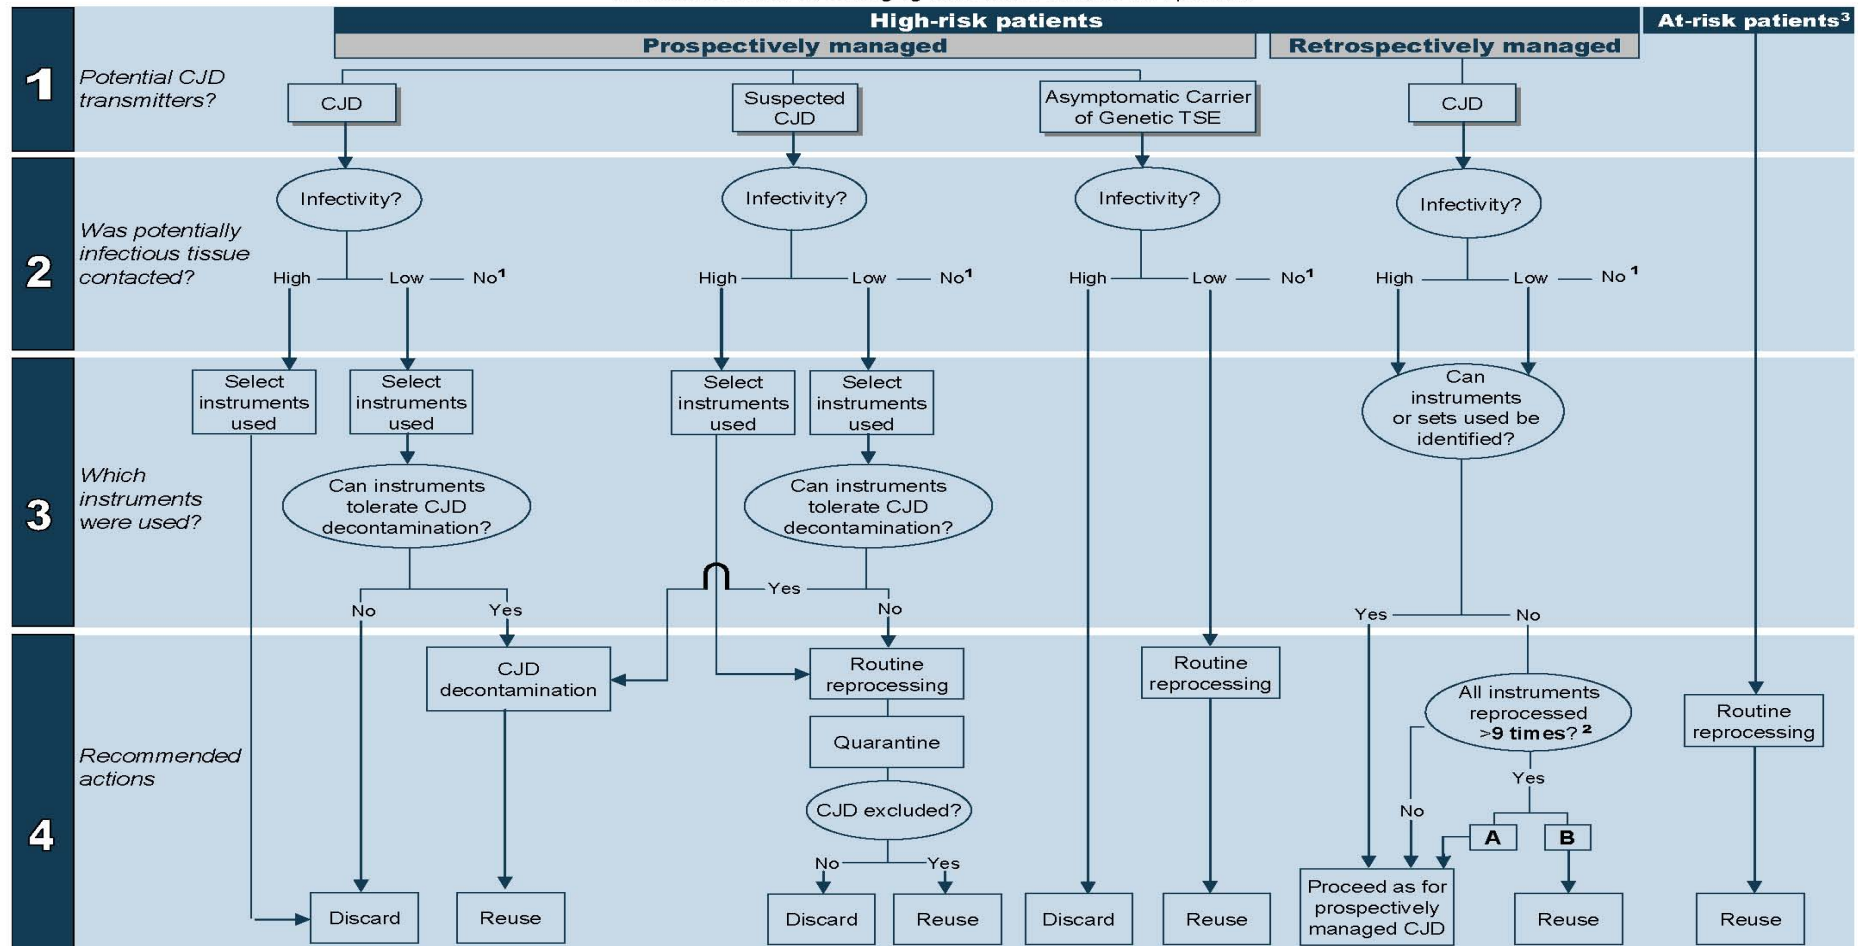 High-risk patients
At-risk patients³
Prospectively managed
Retrospectively managed
1
Potential CJD
transmitters?
CJD
Suspected
CJD
Asymptomatic Carrier
of Genetic TSE
CJD
2
Was potentially
infectious tissue
contacted?
Infectivity?
Infectivity?
Infectivity?
Infectivity?
High
Low
No¹
High
Low
No¹
High
Low
No¹
High
Low
No¹
3
Which
instruments
were used?
Select
instruments
used
Select
instruments
used
Select
instruments
used
Select
instruments
used
Can
instruments
or sets used be
identified?
Can instruments
tolerate CJD
decontamination?
Can instruments
tolerate CJD
decontamination?
No
Yes
Yes
No
Yes
No
4
Recommended
actions
CJD
decontamination
Routine
reprocessing
Routine
reprocessing
All instruments
reprocessed
>9 times?²
Routine
reprocessing
Quarantine
CJD excluded?
No
Yes
No
Yes
A
B
Discard
Reuse
Discard
Reuse
Discard
Reuse
Proceed as for
prospectively
managed CJD
Reuse
Reuse